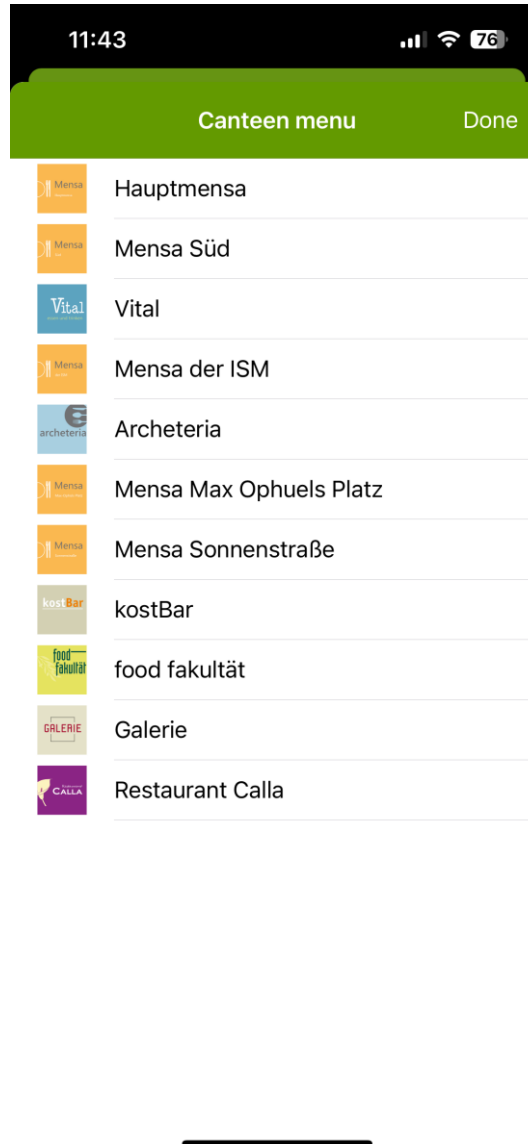 11:43
76
Canteen menu
Done
Mensa
Hauptmensa
Mensa
Mensa Süd
Vital
Vital
Mensa
Mensa der ISM
archeteria
Archeteria
Mensa
Mensa Max Ophuels Platz
Mensa
Mensa Sonnenstraße
kostBar
kostBar
food
fakultät
food fakultät
GALERIE
Galerie
CALLA
Restaurant Calla